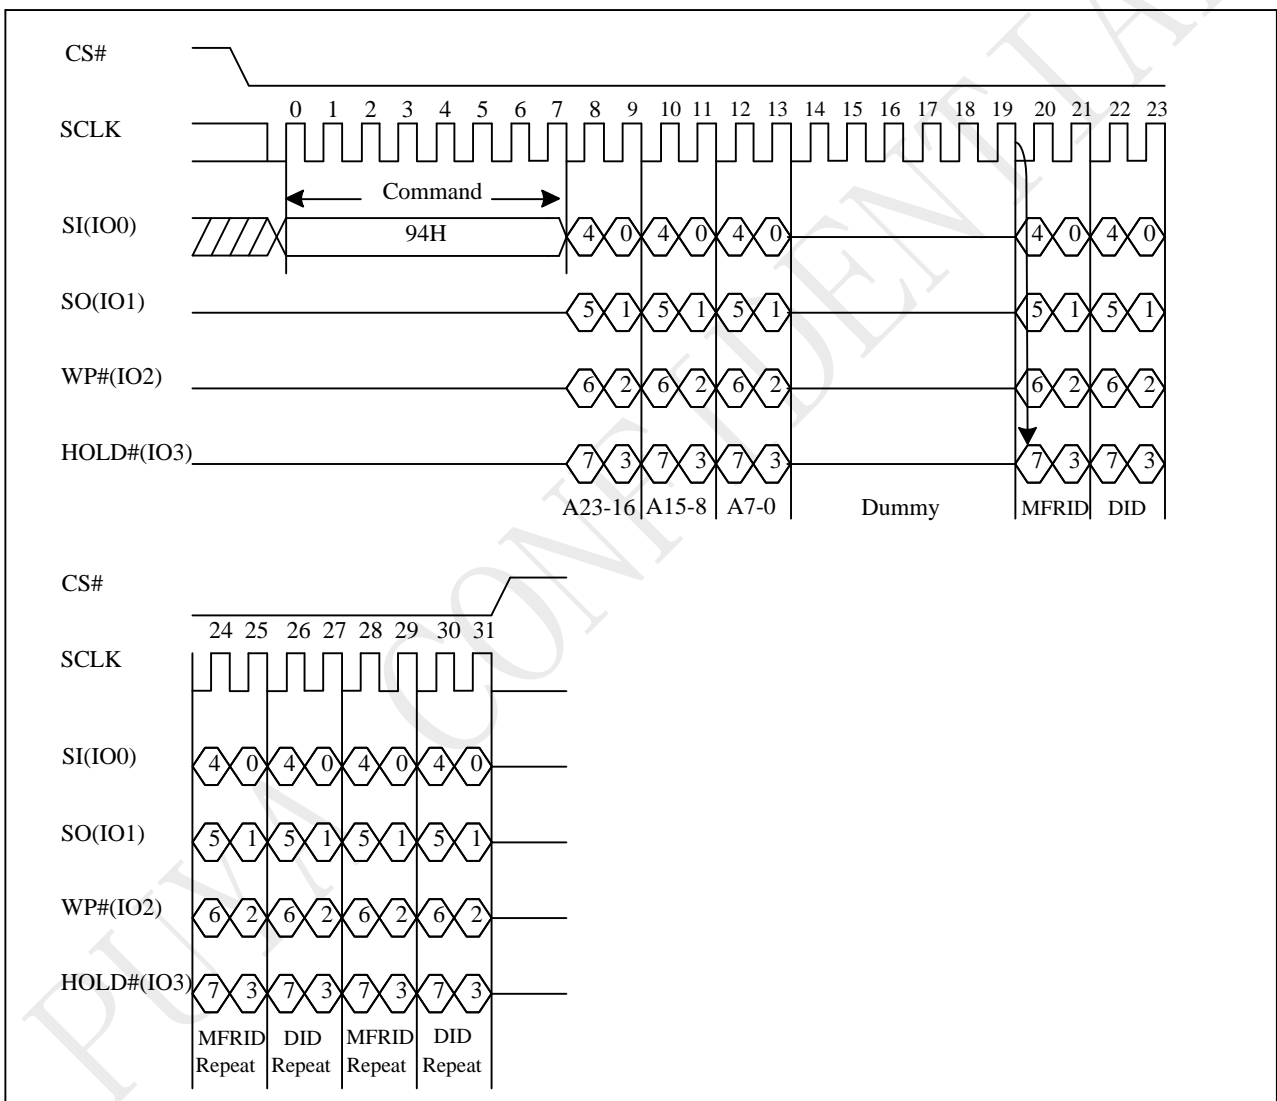 CS#
0 1 2 3 4 5 6 7 8 9 10 11 12 13 14 15 16 17 18 19 20 21 22 23
SCLK
Command
SI(IO0) 94H 4 0 4 0 4 0 4 0 4 0
SO(IO1) 5 1 5 1 5 1 5 1 5 1
WP#(IO2) 6 2 6 2 6 2 6 2 6 2
HOLD#(IO3) 7 3 7 3 7 3 7 3 7 3
A23-16 A15-8 A7-0 Dummy MFRID DID
CS#
24 25 26 27 28 29 30 31
SCLK
SI(IO0) 4 0 4 0 4 0 4 0
SO(IO1) 5 1 5 1 5 1 5 1
WP#(IO2) 6 2 6 2 6 2 6 2
HOLD#(IO3) 7 3 7 3 7 3 7 3
MFRID DID MFRID DID
Repeat Repeat Repeat Repeat
PUYA CONFIDENTIAL